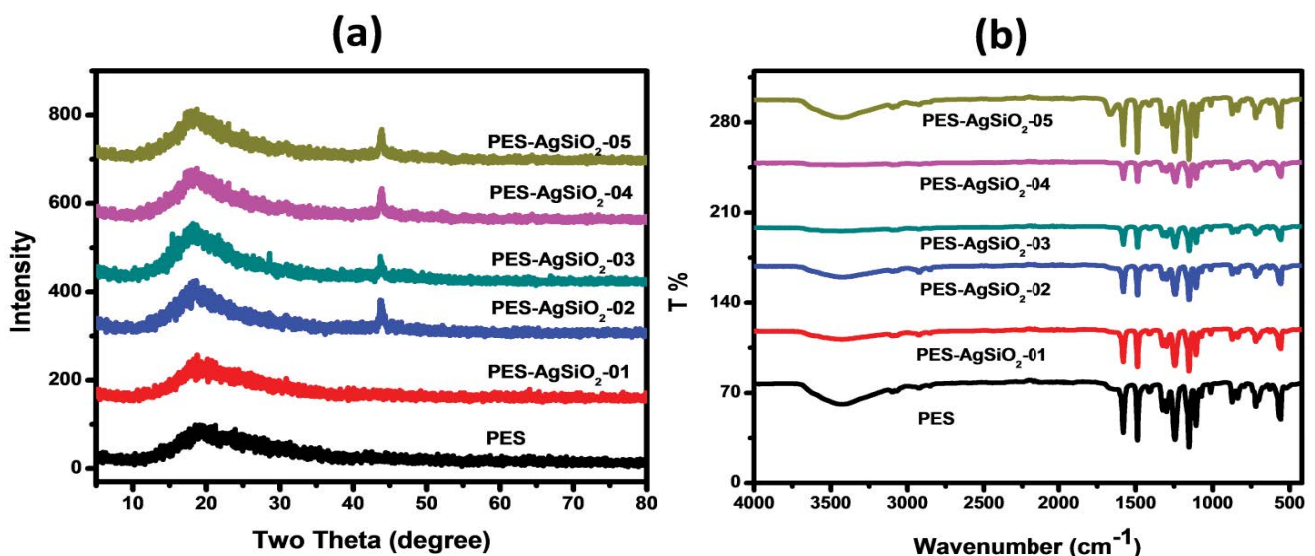 (a)
Intensity
800
600
400
200
0
PES-AgSiO₂-05
PES-AgSiO₂-04
PES-AgSiO₂-03
PES-AgSiO₂-02
PES-AgSiO₂-01
PES
10 20 30 40 50 60 70 80
Two Theta (degree)
(b)
T %
280
210
140
70
0
PES-AgSiO₂-05
PES-AgSiO₂-04
PES-AgSiO₂-03
PES-AgSiO₂-02
PES-AgSiO₂-01
PES
4000 3500 3000 2500 2000 1500 1000 500
Wavenumber (cm⁻¹)